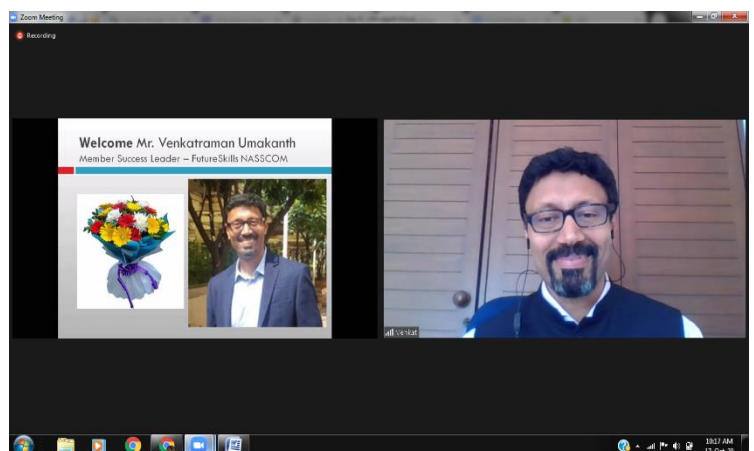 Zoom Meeting
Recording
Welcome Mr. Venkatraman Umakanth
Member Success Leader – FutureSkills NASSCOM
Venkat
10:17 AM